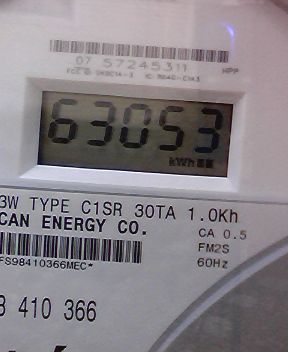 07 57245311
HPP
63053
kWh
3W TYPE C1SR 30TA 1.0Kh
CAN ENERGY CO.
CA 0.5
FM2S
FS98410366MEC*
60Hz
410 366